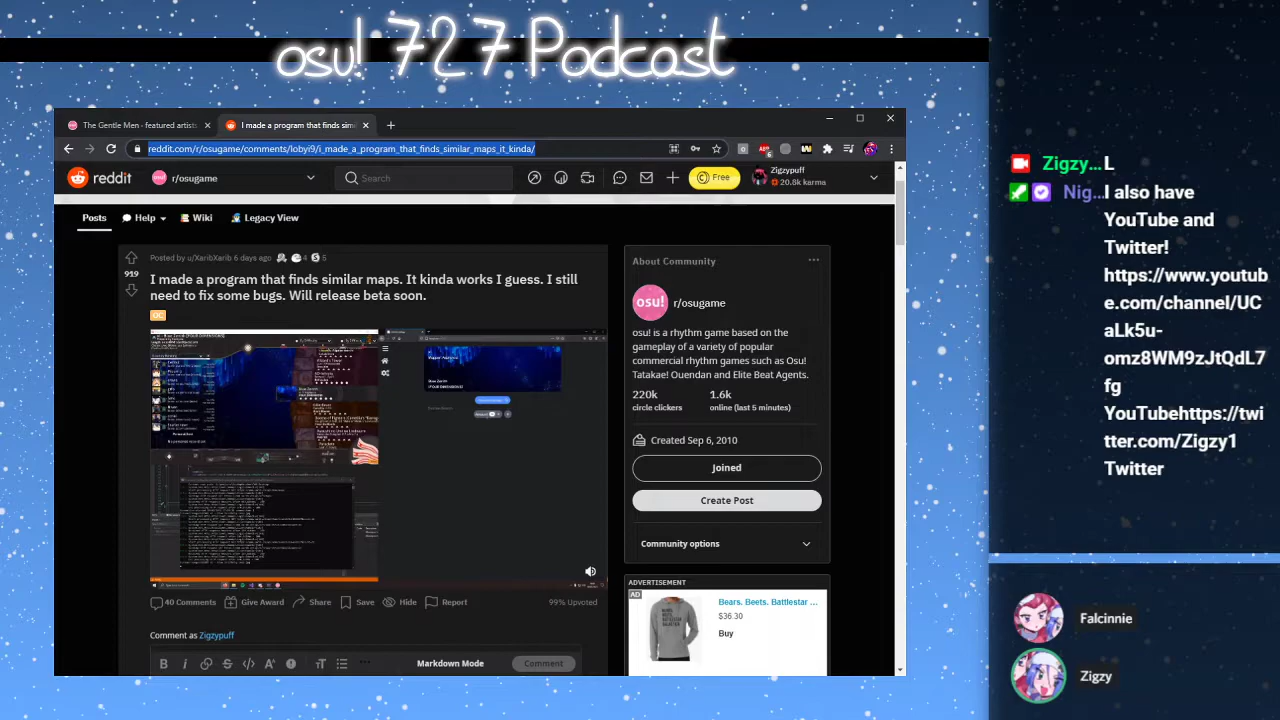 osu! 727 Podcast
The Gentle Men - featured artists
I made a program that finds simi
reddit.com/r/osugame/comments/lobyi9/i_made_a_program_that_finds_similar_maps_it_kinda/
reddit
r/osugame
Search
Free
Zigzypuff
20.8k karma
Posts
Help
Wiki
Legacy View
919
Posted by u/XaribXarib 6 days ago
4
5
I made a program that finds similar maps. It kinda works I guess. I still
need to fix some bugs. Will release beta soon.
OC
40 Comments
Give Award
Share
Save
Hide
Report
99% Upvoted
Comment as Zigzypuff
Markdown Mode
Comment
About Community
osu!
r/osugame
osu! is a rhythm game based on the
gameplay of a variety of popular
commercial rhythm games such as Osu!
Tatakae! Ouendan and Elite Beat Agents.
220k
1.6k
circle clickers
online (last 5 minutes)
Created Sep 6, 2010
Joined
Create Post
Community options
ADVERTISEMENT
AD
Bears. Beets. Battlestar ...
$36.30
Buy
Zigzy... L
Nig... I also have
YouTube and
Twitter!
https://www.youtub
e.com/channel/UC
aLk5u-
omz8WM9zJtQdL7
fg
YouTubehttps://twi
tter.com/Zigzy1
Twitter
Falcinnie
Zigzy